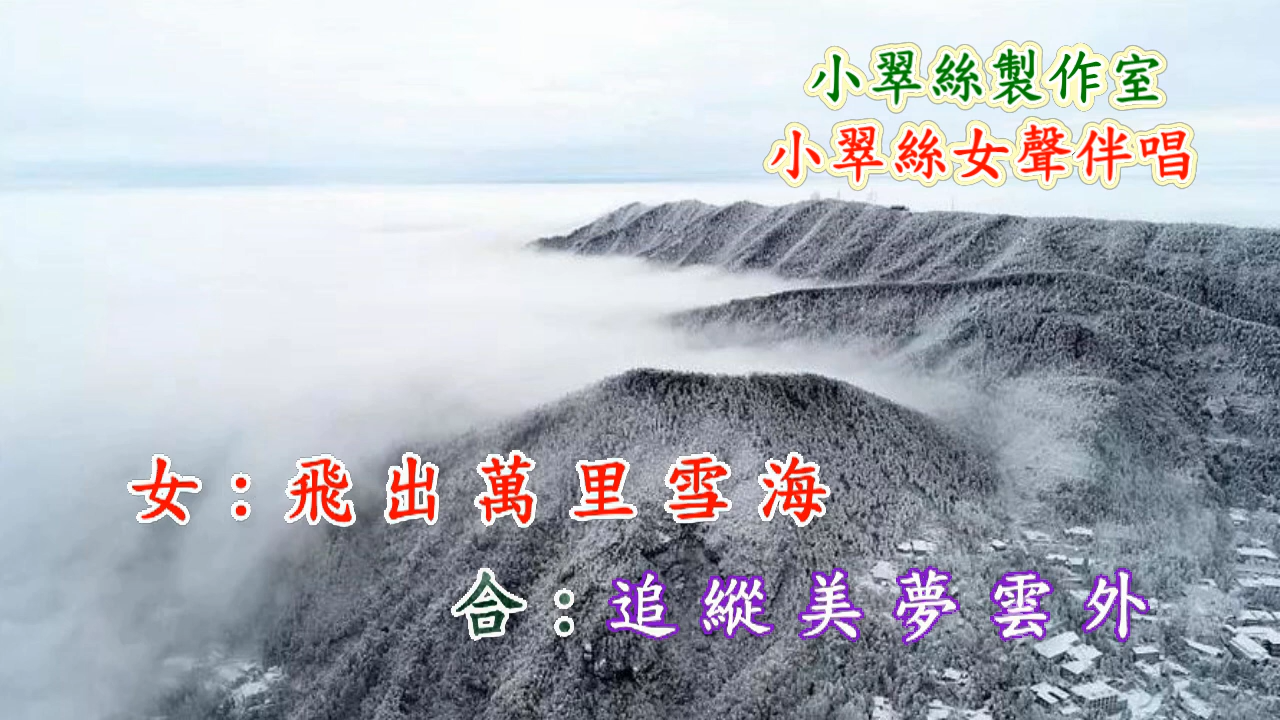 小翠絲製作室
小翠絲女聲伴唱
女：飛出萬里雪海
合：追縱美夢雲外